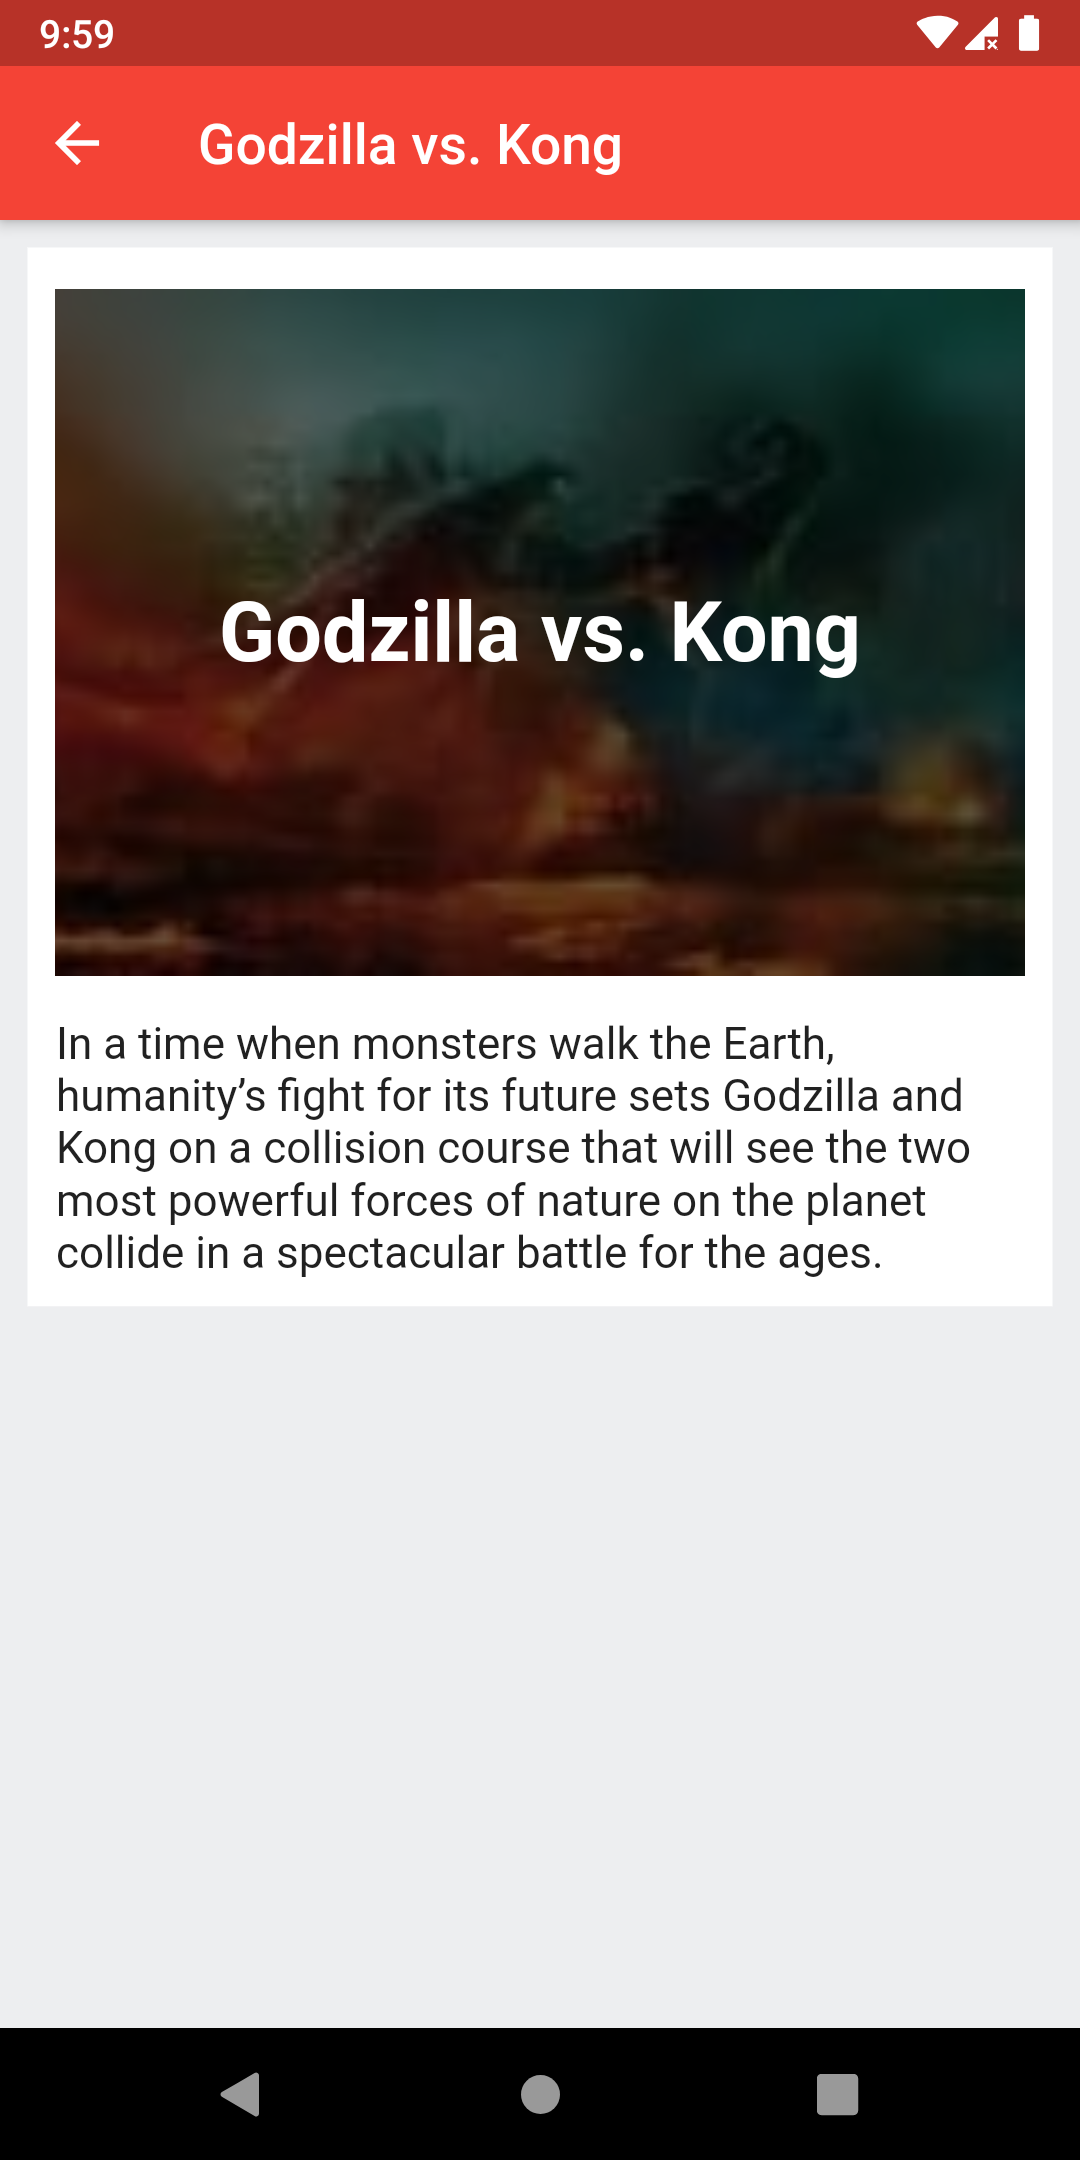 9:59
Godzilla vs. Kong
Godzilla vs. Kong
In a time when monsters walk the Earth,
humanity’s fight for its future sets Godzilla and
Kong on a collision course that will see the two
most powerful forces of nature on the planet
collide in a spectacular battle for the ages.